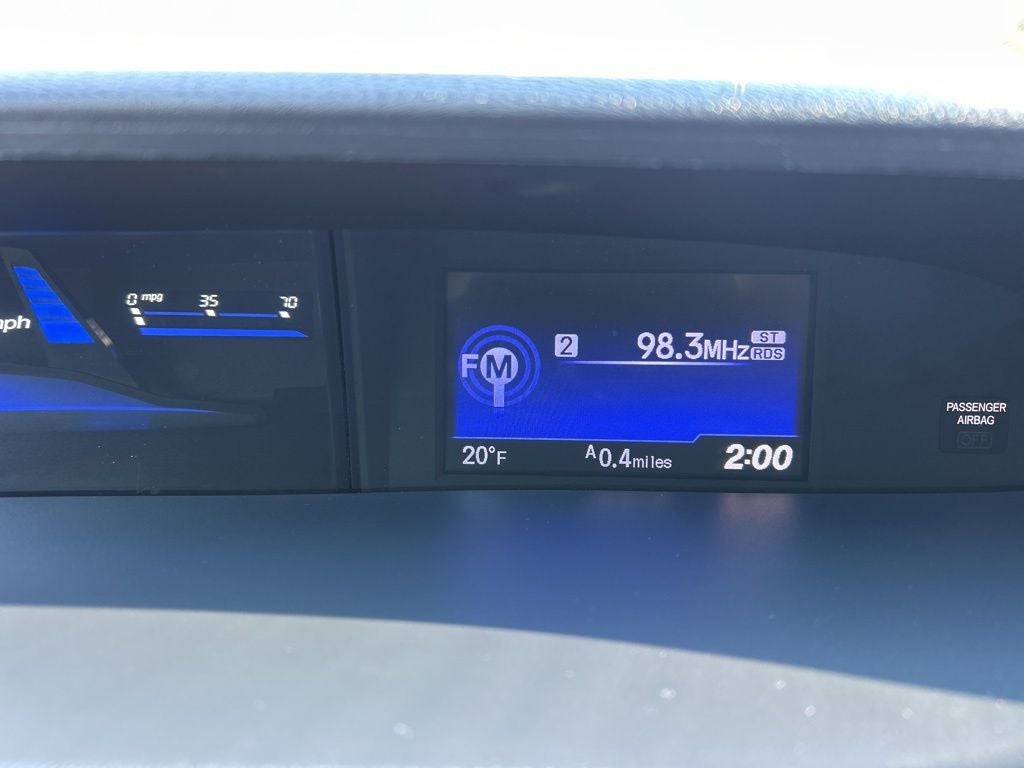 mph
0 mpg 35 70
FM 2 98.3MHz ST
RDS
20°F A0.4miles 2:00
PASSENGER
AIRBAG
OFF